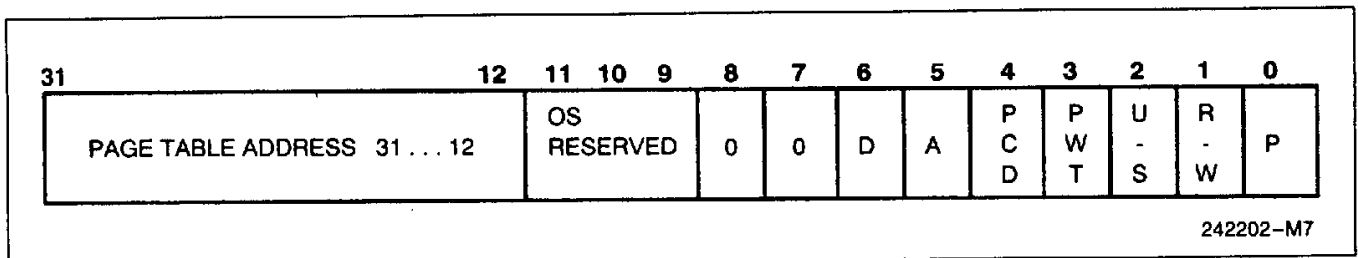 31 12 11 10 9 8 7 6 5 4 3 2 1 0
PAGE TABLE ADDRESS 31 . . . 12
OS
RESERVED
0
0
D
A
P
C
D
P
W
T
U
-
S
R
-
W
P
242202-M7